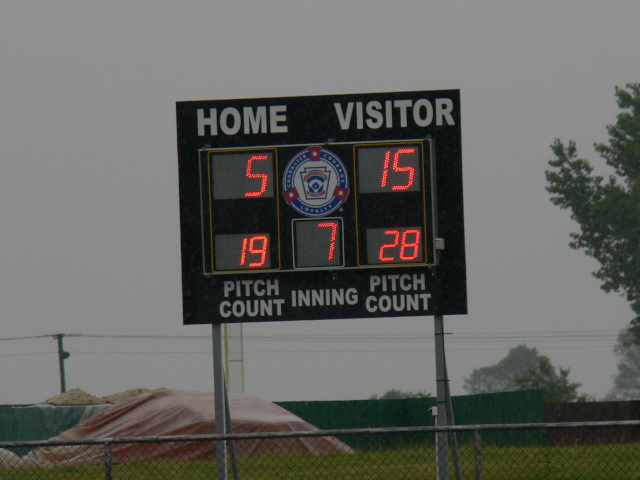 HOME VISITOR
5 15
19 7 28
PITCH COUNT INNING PITCH COUNT